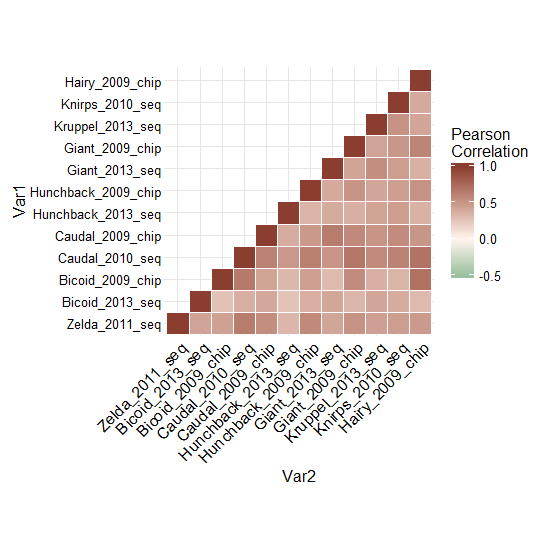 Hairy_2009_chip
Knirps_2010_seq
Kruppel_2013_seq
Giant_2009_chip
Giant_2013_seq
Hunchback_2009_chip
Hunchback_2013_seq
Caudal_2009_chip
Caudal_2010_seq
Bicoid_2009_chip
Bicoid_2013_seq
Zelda_2011_seq
Var1
Zelda_2011_seq
Bicoid_2013_seq
Bicoid_2009_chip
Caudal_2010_seq
Caudal_2009_chip
Hunchback_2013_seq
Hunchback_2009_chip
Giant_2013_seq
Giant_2009_chip
Kruppel_2013_seq
Knirps_2010_seq
Hairy_2009_chip
Var2
Pearson
Correlation
1.0
0.5
0.0
-0.5